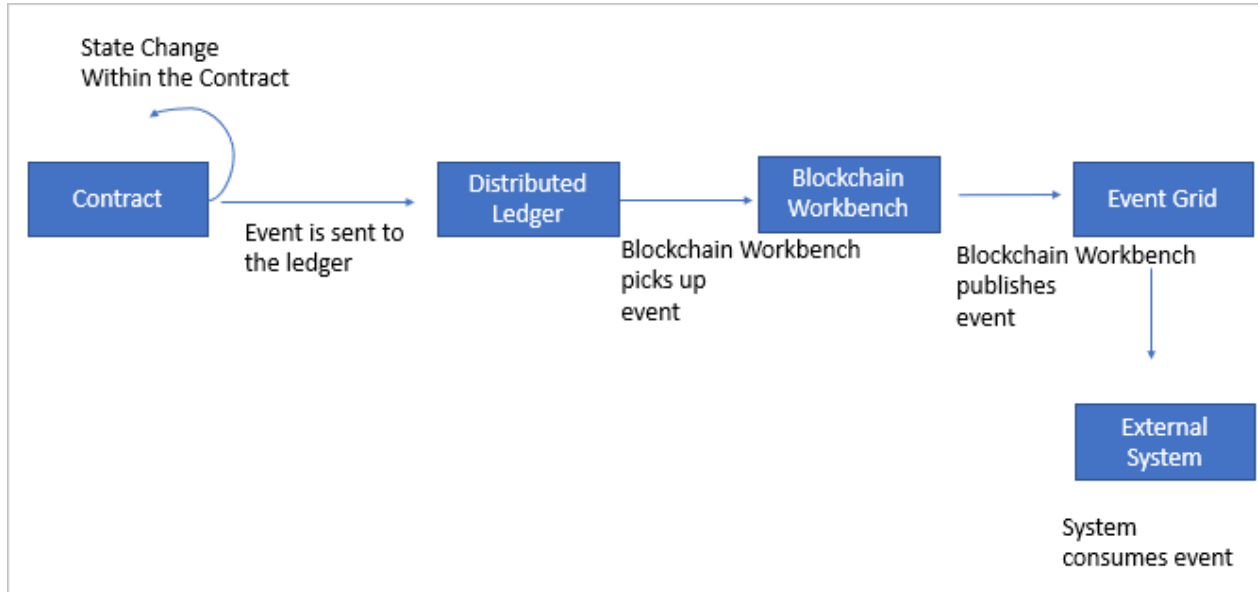 State Change
Within the Contract
Contract
Event is sent to
the ledger
Distributed
Ledger
Blockchain Workbench
picks up
event
Blockchain
Workbench
Blockchain Workbench
publishes
event
Event Grid
External
System
System
consumes event